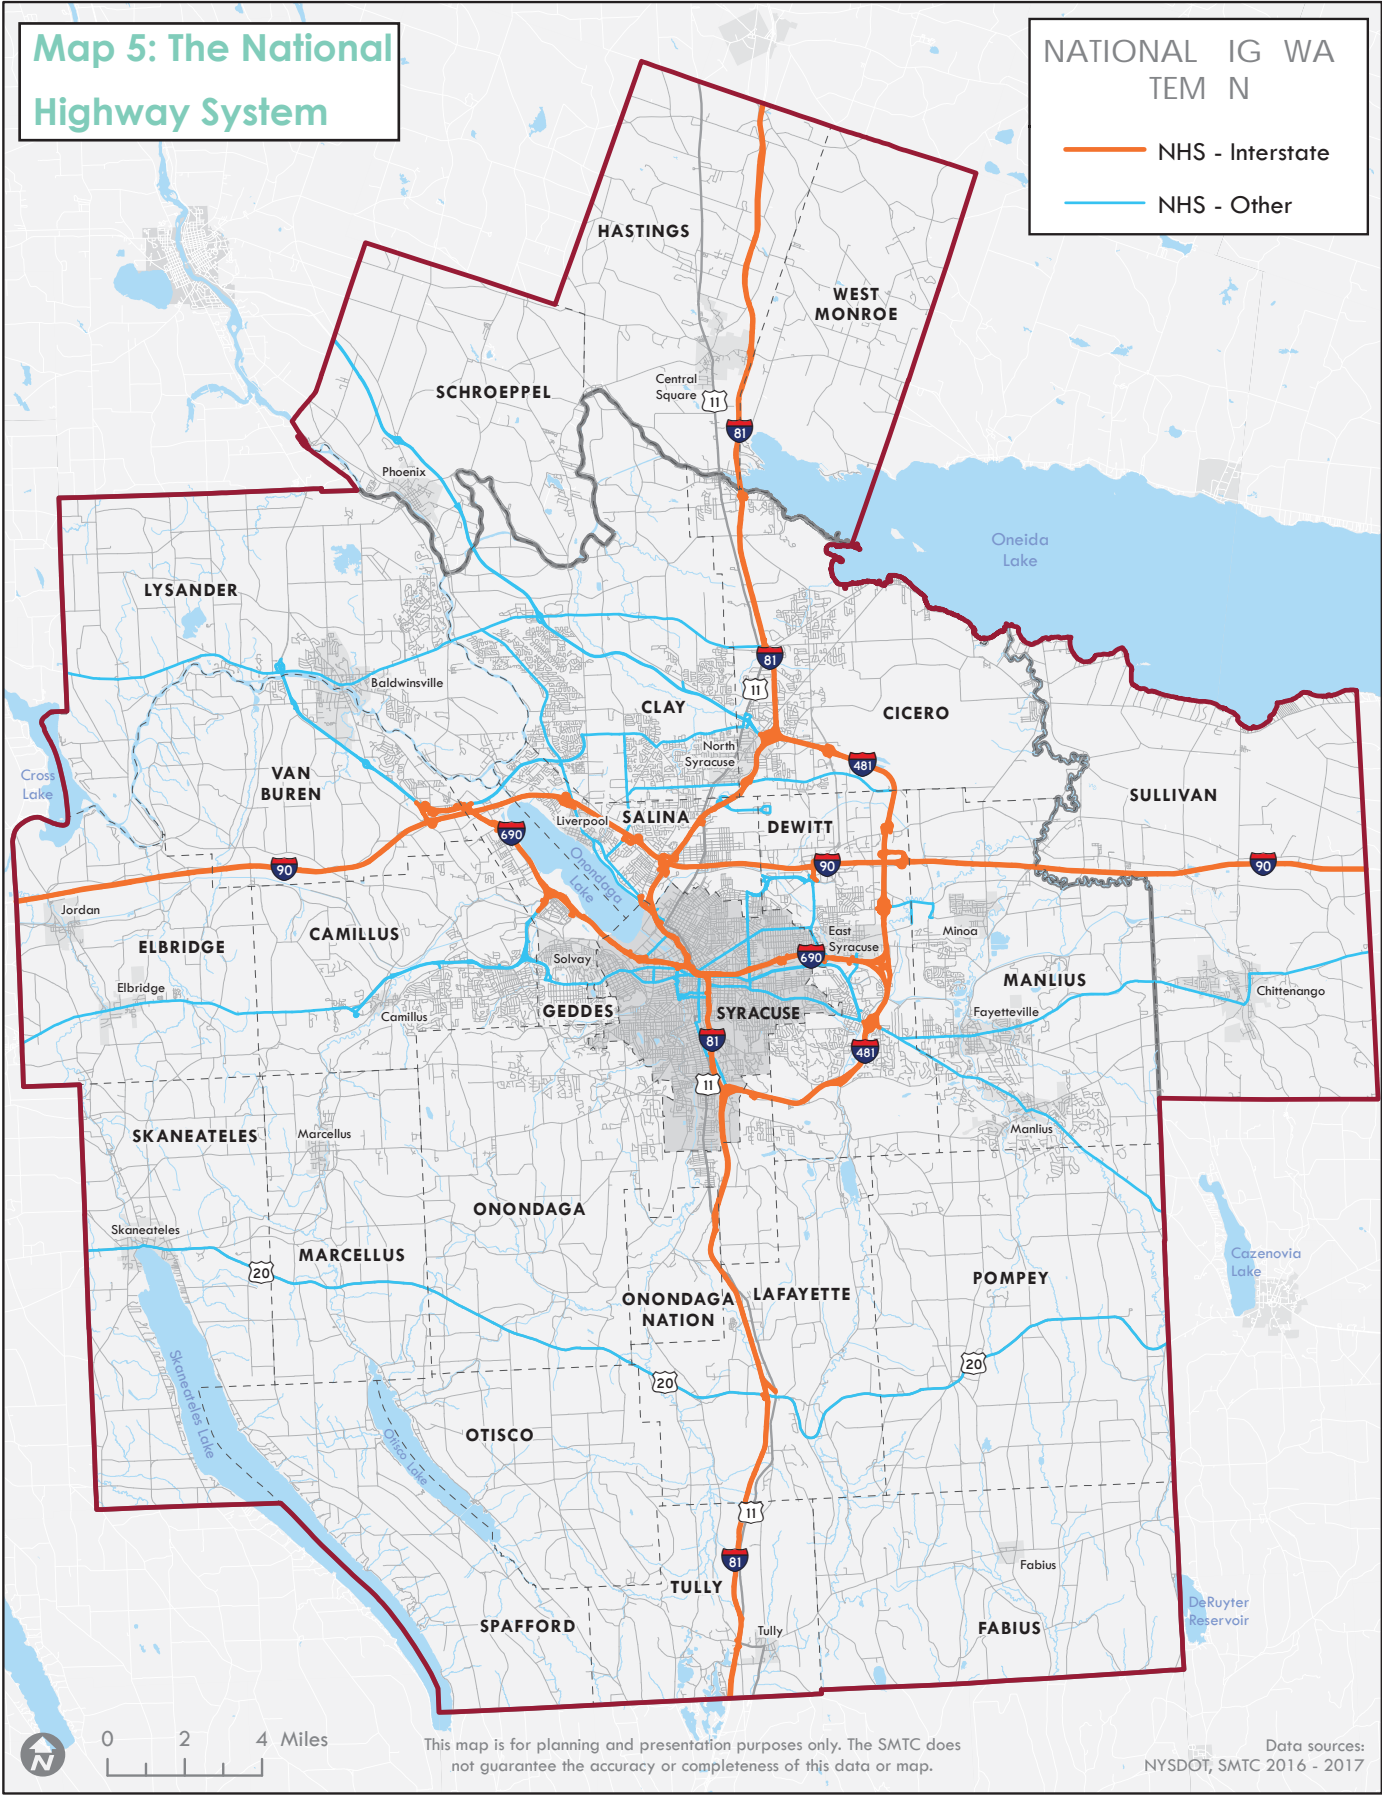 Map 5: The National
Highway System
NATIONAL IG WA
TEM N
NHS - Interstate
NHS - Other
HASTINGS
WEST
MONROE
SCHROEPPEL
Central
Square
11
81
Phoenix
Oneida
Lake
LYSANDER
81
11
Baldwinsville
CLAY
CICERO
North
Syracuse
481
Cross
Lake
VAN
BUREN
SULLIVAN
Liverpool
SALINA
DEWITT
690
90
90
90
Onondaga
Lake
Jordan
ELBRIDGE
CAMILLUS
East
Syracuse
Minoa
690
Solvay
MANLIUS
Elbridge
Chittenango
Camillus
GEDDES
SYRACUSE
Fayetteville
81
481
11
SKANEATELES
Marcellus
Manlius
ONONDAGA
Skaneateles
MARCELLUS
20
Cazenovia
Lake
POMPEY
ONONDAGA
NATION
LAFAYETTE
20
20
Skaneateles Lake
Otisco Lake
OTISCO
11
81
Fabius
TULLY
DeRuyter
Reservoir
SPAFFORD
Tully
FABIUS
N
0 2 4 Miles
This map is for planning and presentation purposes only. The SMTC does
not guarantee the accuracy or completeness of this data or map.
Data sources:
NYSDOT, SMTC 2016 - 2017